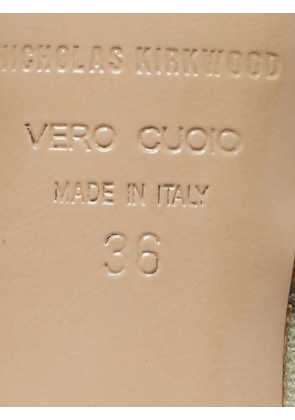 NICHOLAS KIRKWOOD
VERO CUOIO
MADE IN ITALY
36